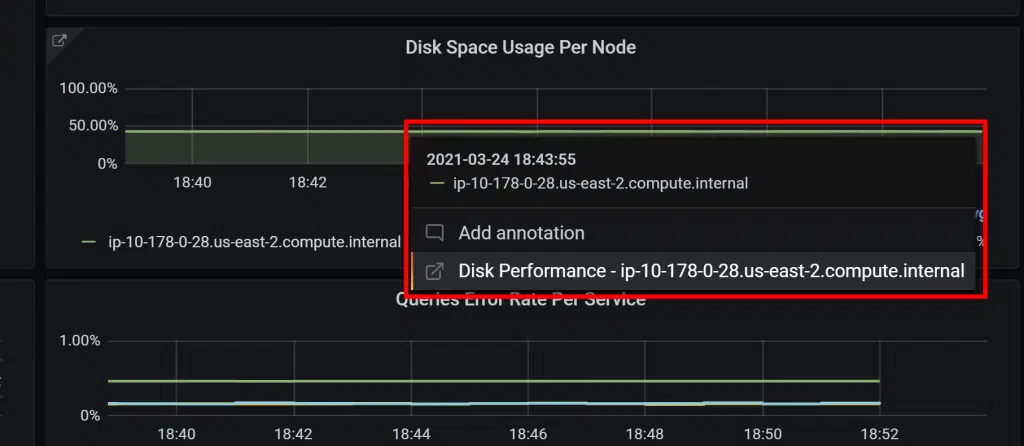 Disk Space Usage Per Node
100.00%
50.00%
0%
18:40
18:42
2021-03-24 18:43:55
ip-10-178-0-28.us-east-2.compute.internal
ip-10-178-0-28.us-east-2.compute.internal
Add annotation
Disk Performance - ip-10-178-0-28.us-east-2.compute.internal
Queries Error Rate Per Service
1.00%
0%
18:40
18:42
18:44
18:46
18:48
18:50
18:52